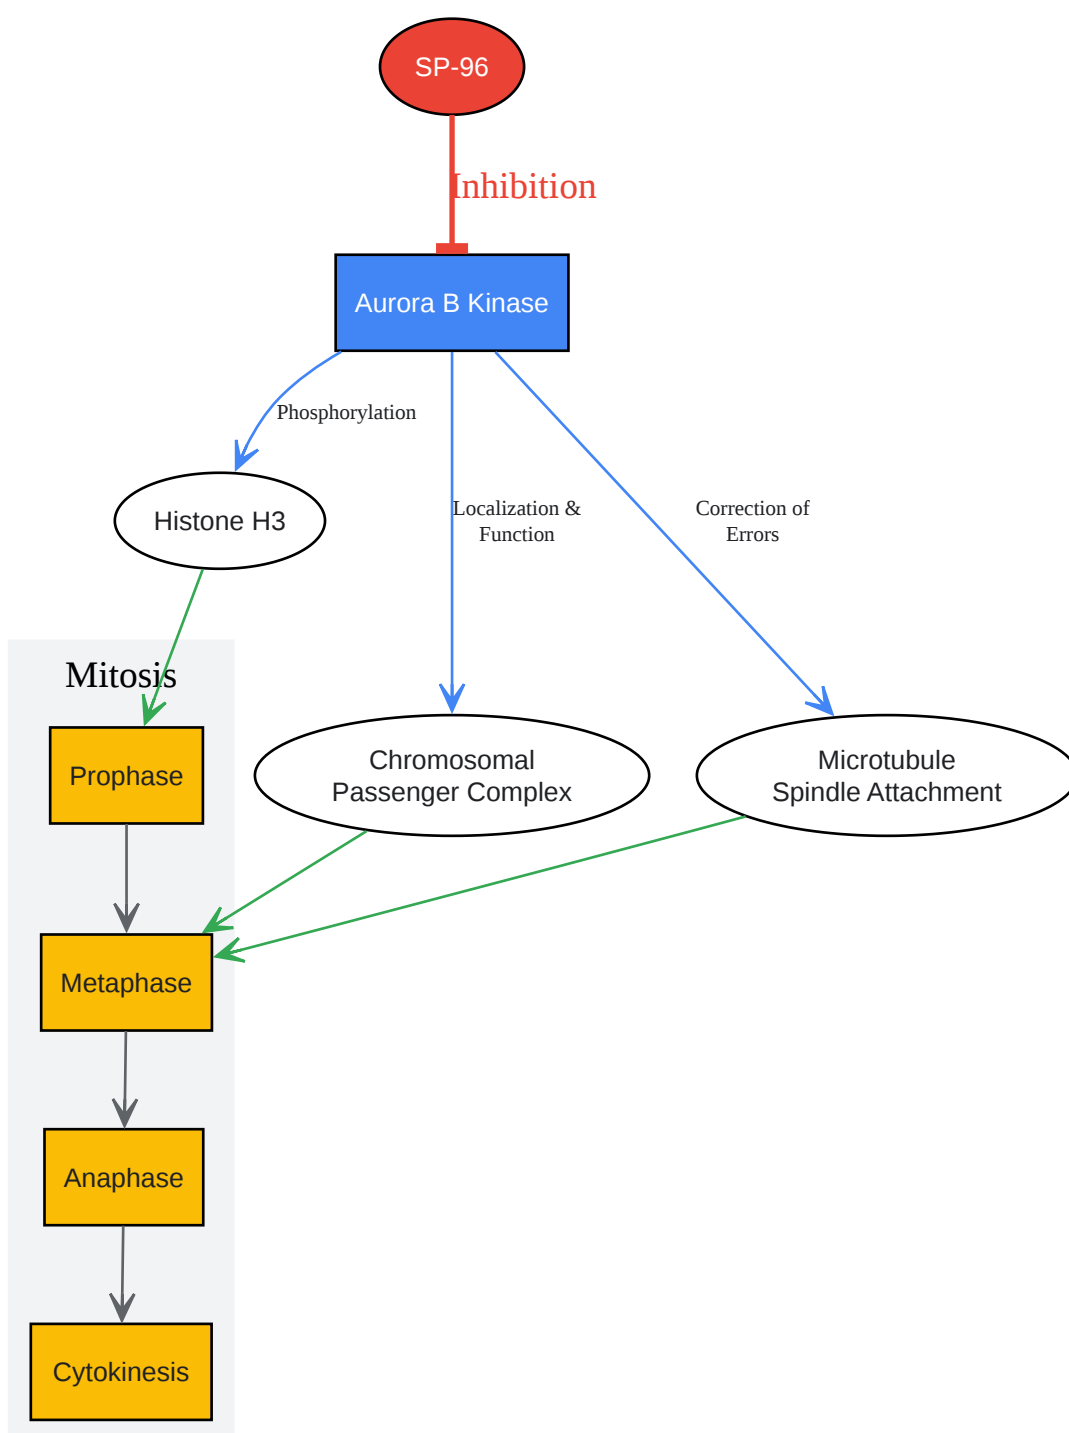 SP-96
Inhibition
Aurora B Kinase
Phosphorylation
Localization &
Function
Correction of
Errors
Histone H3
Mitosis
Prophase
Chromosomal
Passenger Complex
Microtubule
Spindle Attachment
Metaphase
Anaphase
Cytokinesis